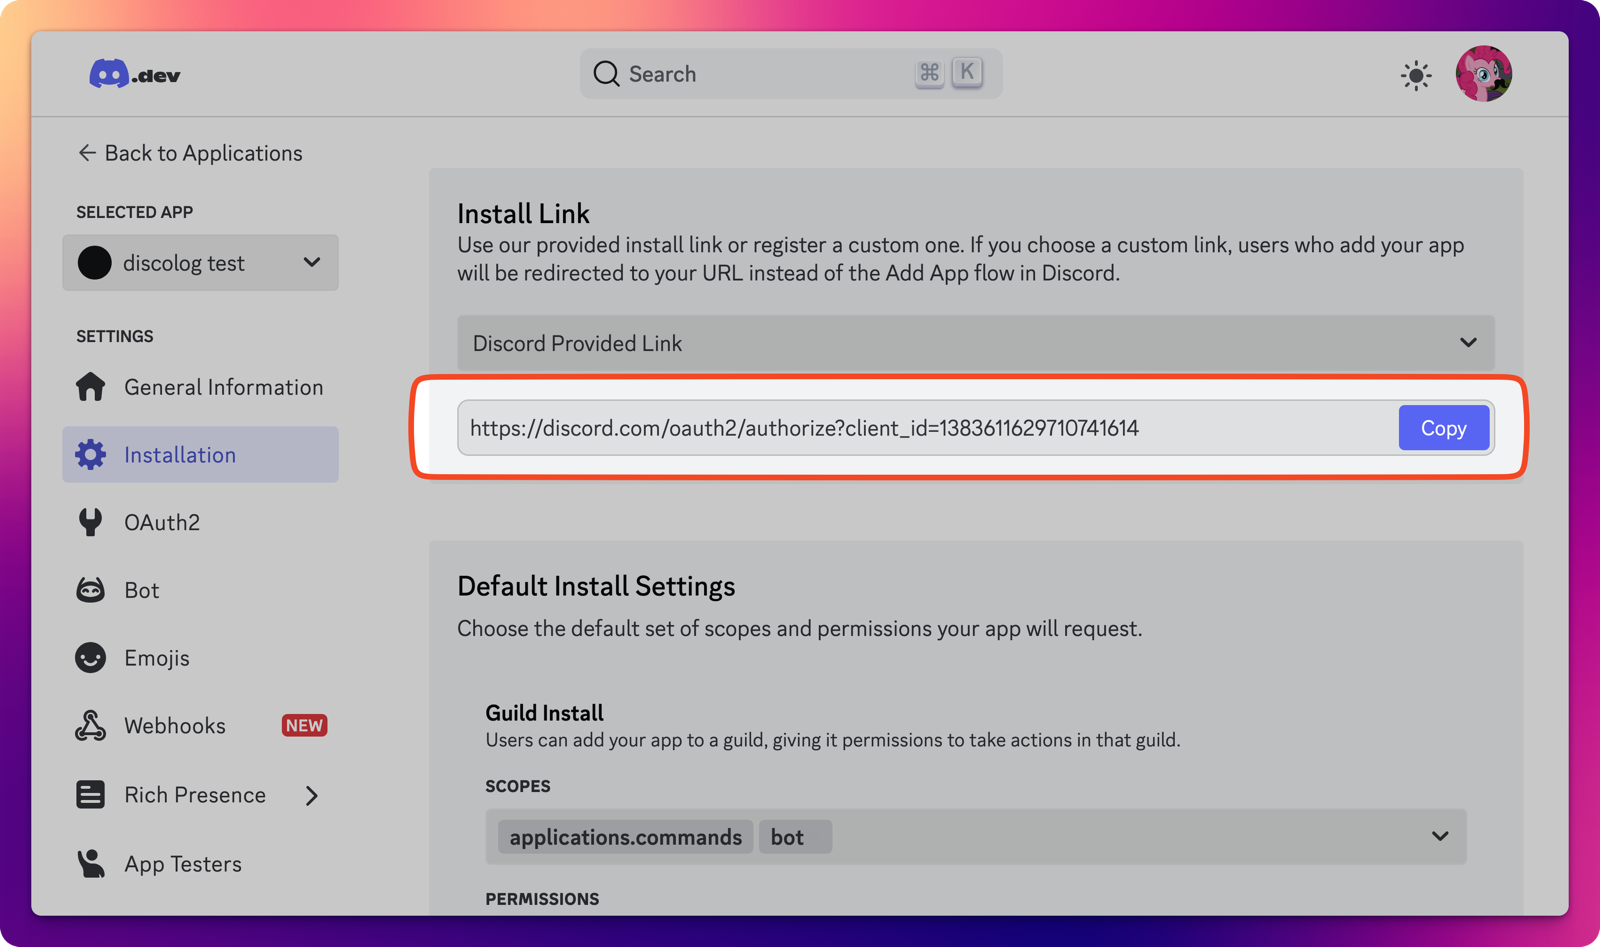 .dev
Search
⌘ K
← Back to Applications
SELECTED APP
discolog test
SETTINGS
General Information
Installation
OAuth2
Bot
Emojis
Webhooks NEW
Rich Presence
App Testers
Install Link
Use our provided install link or register a custom one. If you choose a custom link, users who add your app
will be redirected to your URL instead of the Add App flow in Discord.
Discord Provided Link
https://discord.com/oauth2/authorize?client_id=1383611629710741614
Copy
Default Install Settings
Choose the default set of scopes and permissions your app will request.
Guild Install
Users can add your app to a guild, giving it permissions to take actions in that guild.
SCOPES
applications.commands bot
PERMISSIONS